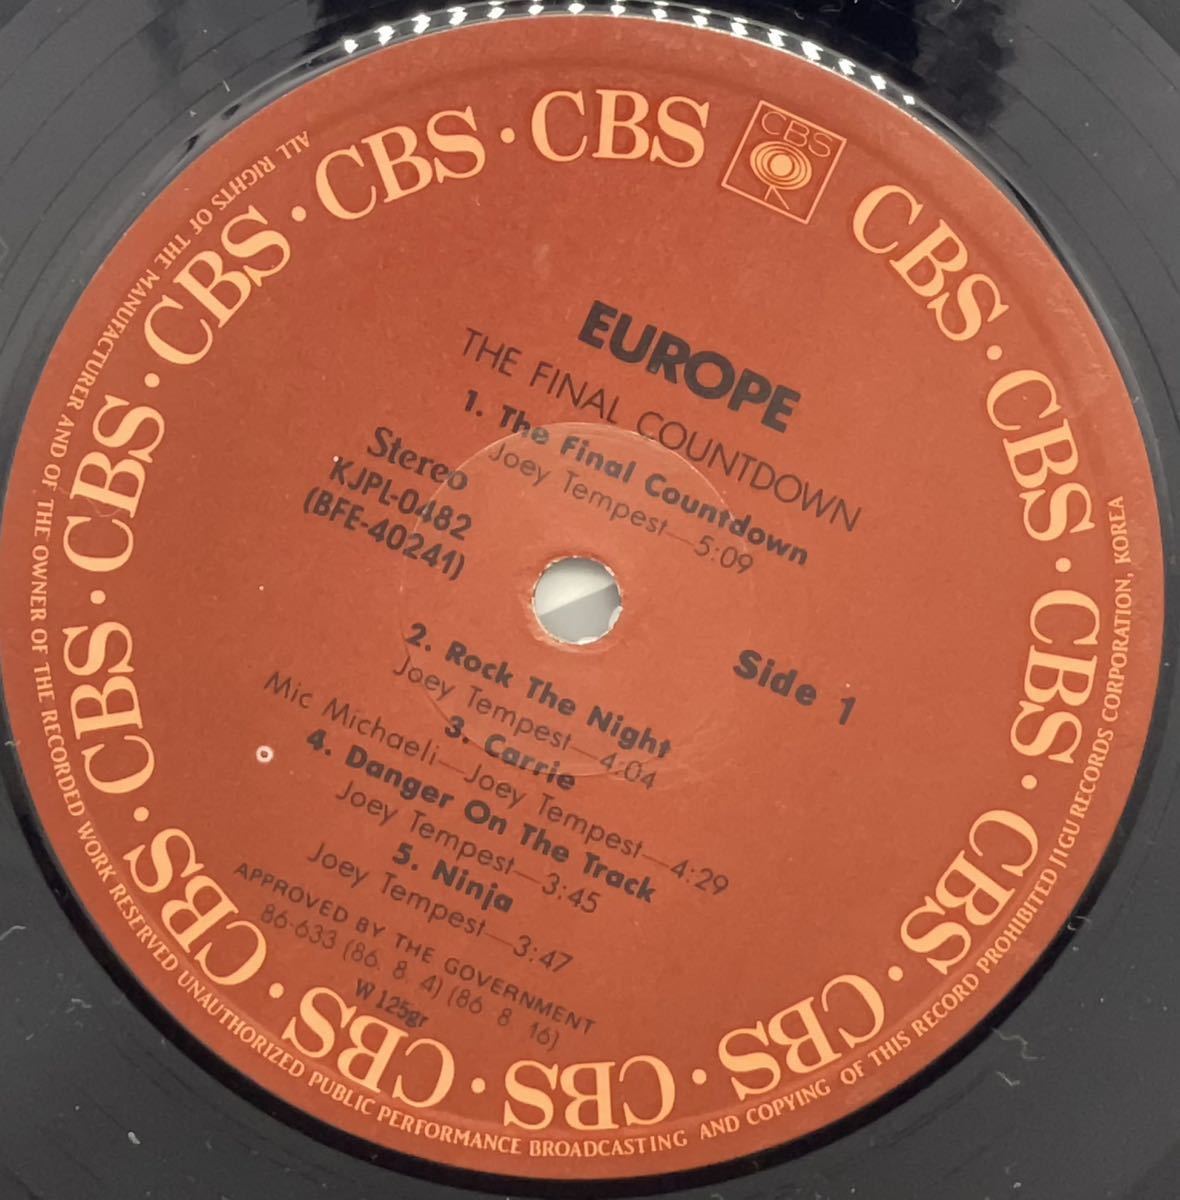 CBS · CBS · CBS · CBS · CBS · CBS · CBS · CBS · CBS · CBS
CBS
CBS · CBS · CBS · CBS
EUROPE
THE FINAL COUNTDOWN
1. The Final Countdown
Joey Tempest—5:09
Stereo
KJPL-0482
(BFE-40241)
Side 1
2. Rock The Night
Joey Tempest—4:04
3. Carrie
Mic Michaeli—Joey Tempest—4:29
4. Danger On The Track
Joey Tempest—3:45
5. Ninja
Joey Tempest—3:47
APPROVED BY THE GOVERNMENT
86-633 (86. 8. 4) (86. 8. 16)
W 125gr
ALL RIGHTS OF THE MANUFACTURER AND OF THE OWNER OF THE RECORDED WORK RESERVED UNAUTHORIZED PUBLIC PERFORMANCE BROADCASTING AND COPYING OF THIS RECORD PROHIBITED/JIGU RECORDS CORPORATION, KOREA